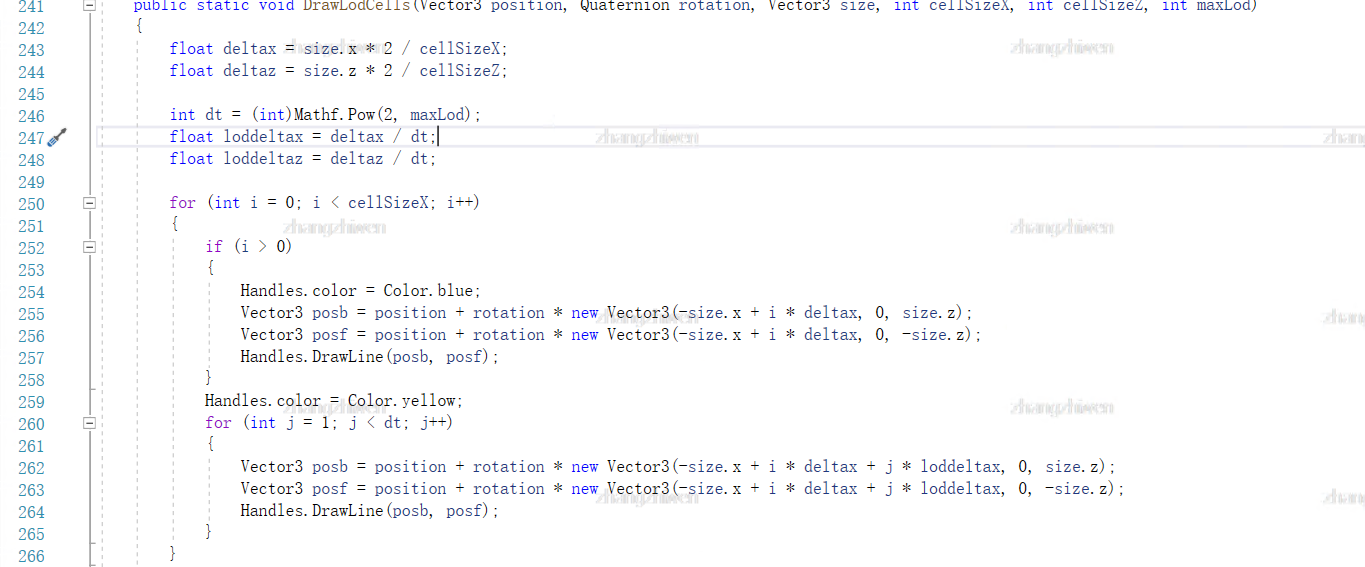 241 public static void DrawLodCells(Vector3 position, Quaternion rotation, Vector3 size, int cellSizeX, int cellSizeZ, int maxLod)
242 {
243 float deltax = size.x * 2 / cellSizeX;
244 float deltaz = size.z * 2 / cellSizeZ;
245
246 int dt = (int)Mathf.Pow(2, maxLod);
247 float loddeltax = deltax / dt;
248 float loddeltaz = deltaz / dt;
249
250 for (int i = 0; i < cellSizeX; i++)
251 {
252 if (i > 0)
253 {
254 Handles.color = Color.blue;
255 Vector3 posb = position + rotation * new Vector3(-size.x + i * deltax, 0, size.z);
256 Vector3 posf = position + rotation * new Vector3(-size.x + i * deltax, 0, -size.z);
257 Handles.DrawLine(posb, posf);
258 }
259 Handles.color = Color.yellow;
260 for (int j = 1; j < dt; j++)
261 {
262 Vector3 posb = position + rotation * new Vector3(-size.x + i * deltax + j * loddeltax, 0, size.z);
263 Vector3 posf = position + rotation * new Vector3(-size.x + i * deltax + j * loddeltax, 0, -size.z);
264 Handles.DrawLine(posb, posf);
265 }
266 }